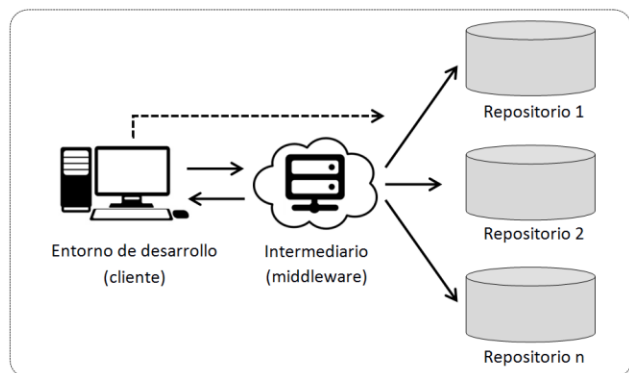 Repositorio 1
Entorno de desarrollo
(cliente)
Intermediario
(middleware)
Repositorio 2
Repositorio n